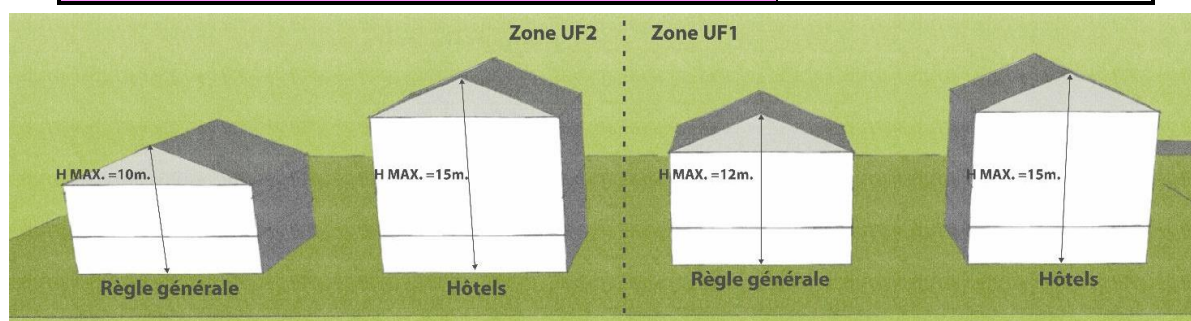 Zone UF2
Zone UF1
H MAX. =10m.
H MAX. =15m.
H MAX. =12m.
H MAX. =15m.
Règle générale
Hôtels
Règle générale
Hôtels